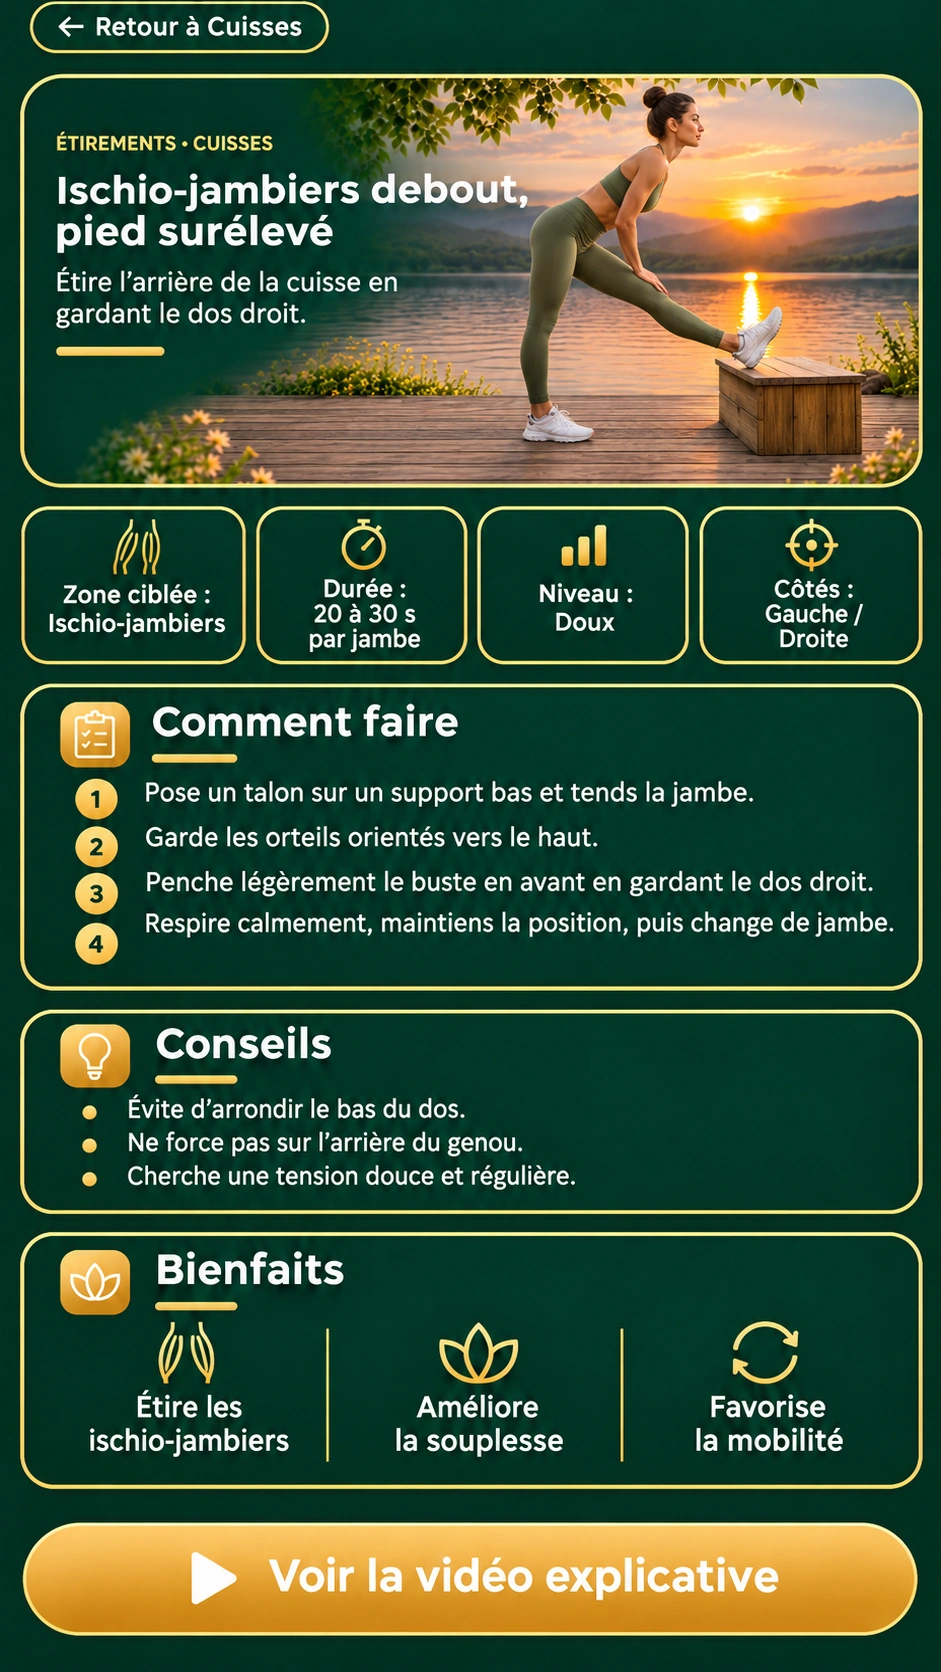 ← Retour à Cuisses
ÉTIREMENTS • CUISSES
Ischio-jambiers debout,
pied surélevé
Étire l’arrière de la cuisse en
gardant le dos droit.
Zone ciblée :
Ischio-jambiers
Durée :
20 à 30 s
par jambe
Niveau :
Doux
Côtés :
Gauche /
Droite
Comment faire
1 Pose un talon sur un support bas et tends la jambe.
2 Garde les orteils orientés vers le haut.
3 Penche légèrement le buste en avant en gardant le dos droit.
4 Respire calmement, maintiens la position, puis change de jambe.
Conseils
• Évite d’arrondir le bas du dos.
• Ne force pas sur l’arrière du genou.
• Cherche une tension douce et régulière.
Bienfaits
Étire les
ischio-jambiers
Améliore
la souplesse
Favorise
la mobilité
Voir la vidéo explicative